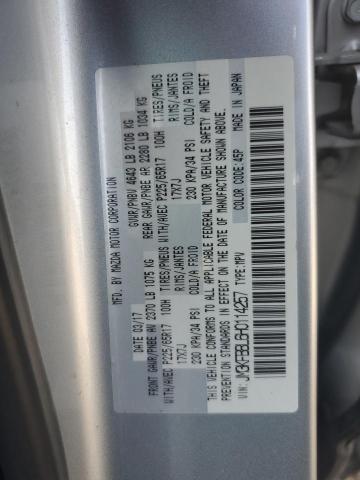 MFD. BY MAZDA MOTOR CORPORATION
DATE 03/17 GVWR/PNBV 4643 LB 2106 KG
FRONT GAWR/PNBE AV 2370 LB 1075 KG REAR GAWR/PNBE AR 2280 LB 1034 KG
WITH/AVEC P225/65R17 100H TIRES/PNEUS WITH/AVEC P225/65R17 100H TIRES/PNEUS
17X7J RIMS/JANTES 17X7J RIMS/JANTES
230 KPA/34 PSI COLD/A FROID 230 KPA/34 PSI COLD/A FROID
THIS VEHICLE CONFORMS TO ALL APPLICABLE FEDERAL MOTOR VEHICLE SAFETY AND THEFT
PREVENTION STANDARDS IN EFFECT ON THE DATE OF MANUFACTURE SHOWN ABOVE.
VIN: JM3KFBBL6H0114257 TYPE:MPV COLOR CODE:45P MADE IN JAPAN